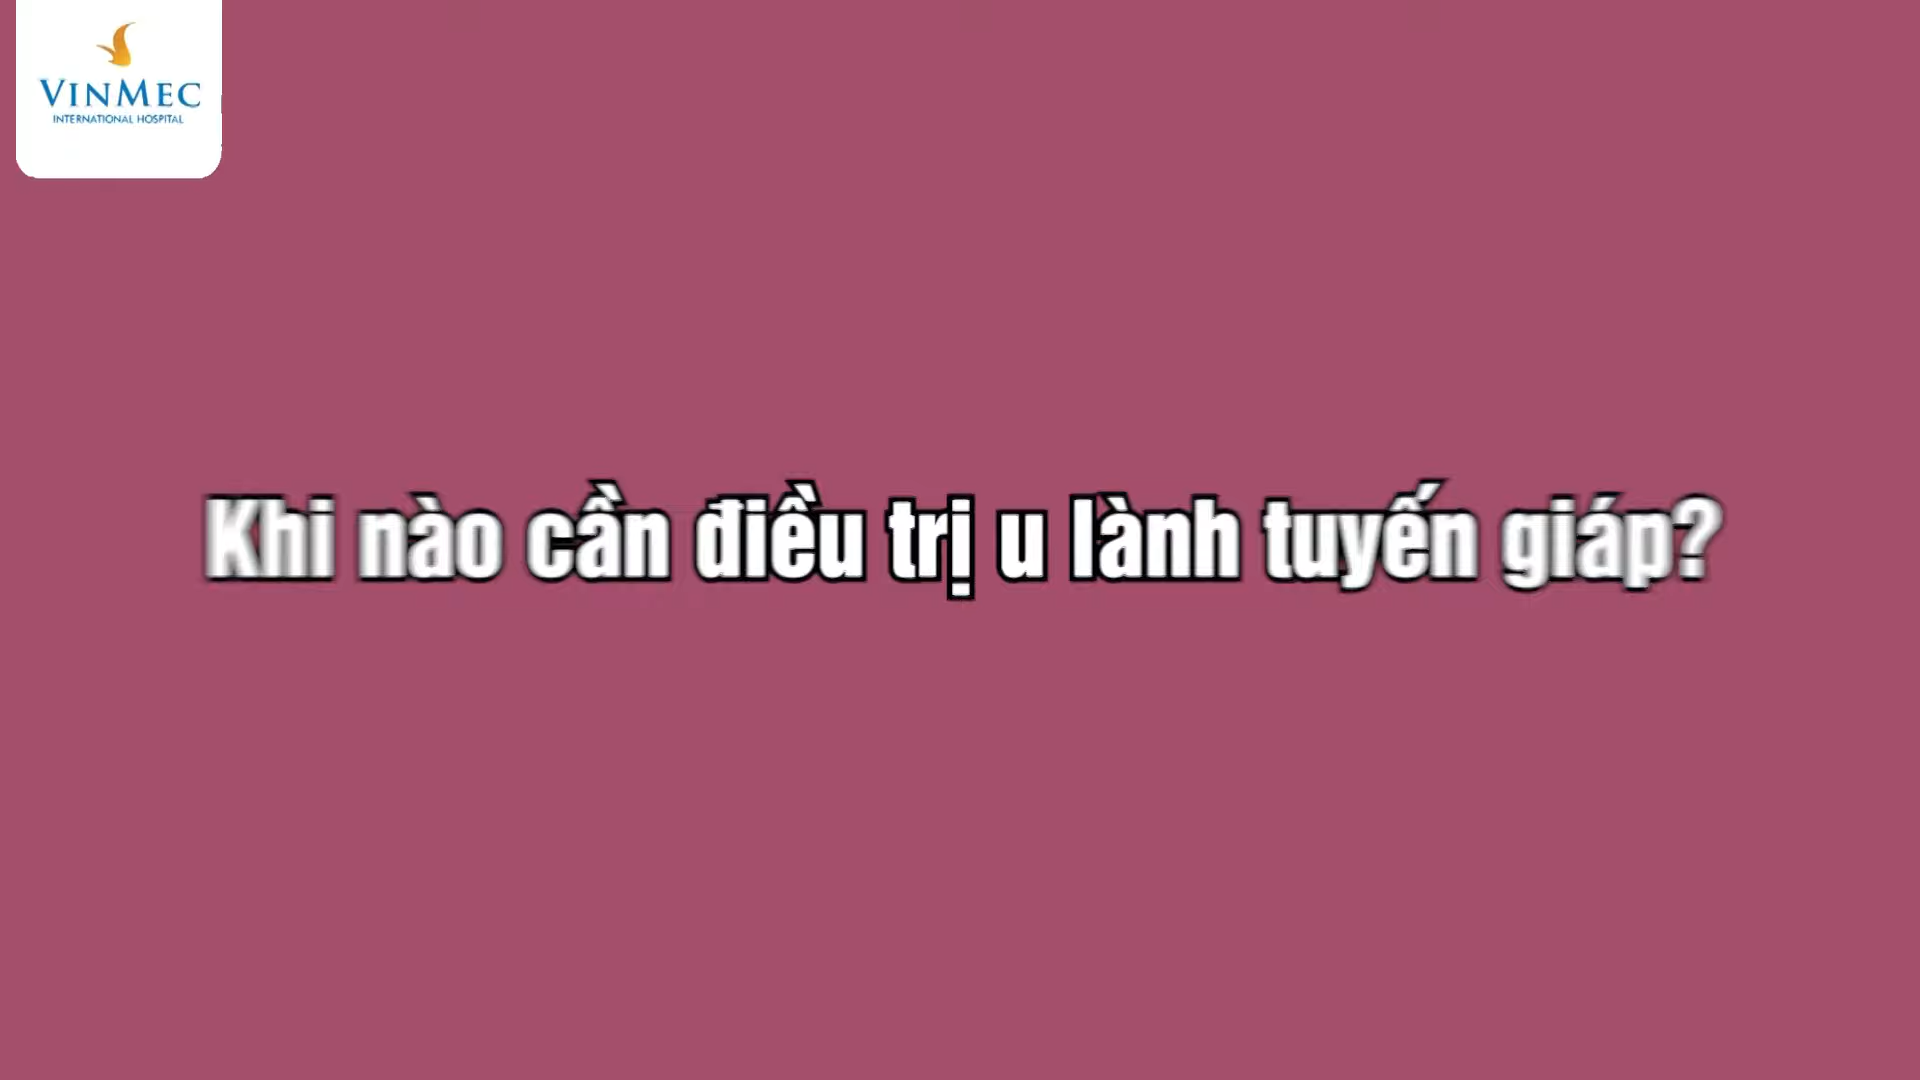 VINMEC
INTERNATIONAL HOSPITAL
Khi nào cần điều trị u lành tuyến giáp?